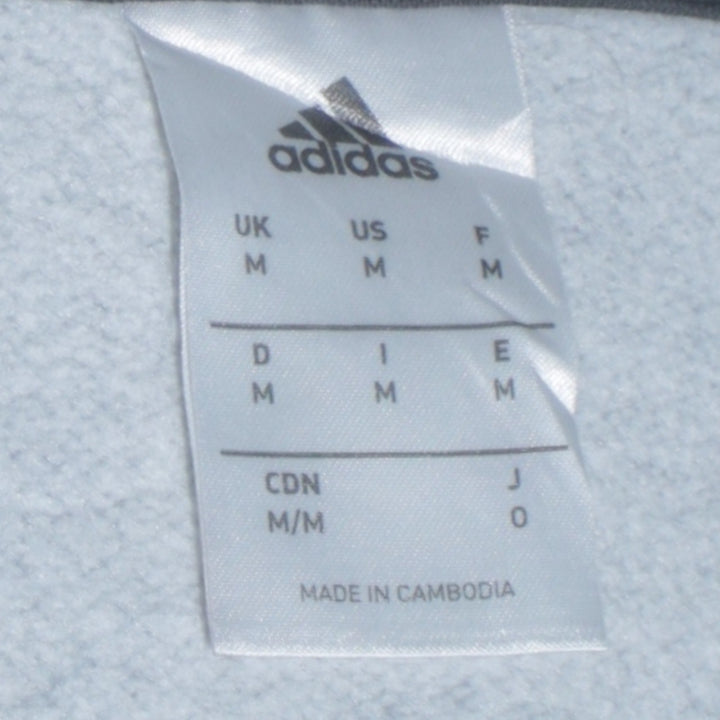 adidas
UK US F
M M M
D I E
M M M
CDN J
M/M O
MADE IN CAMBODIA